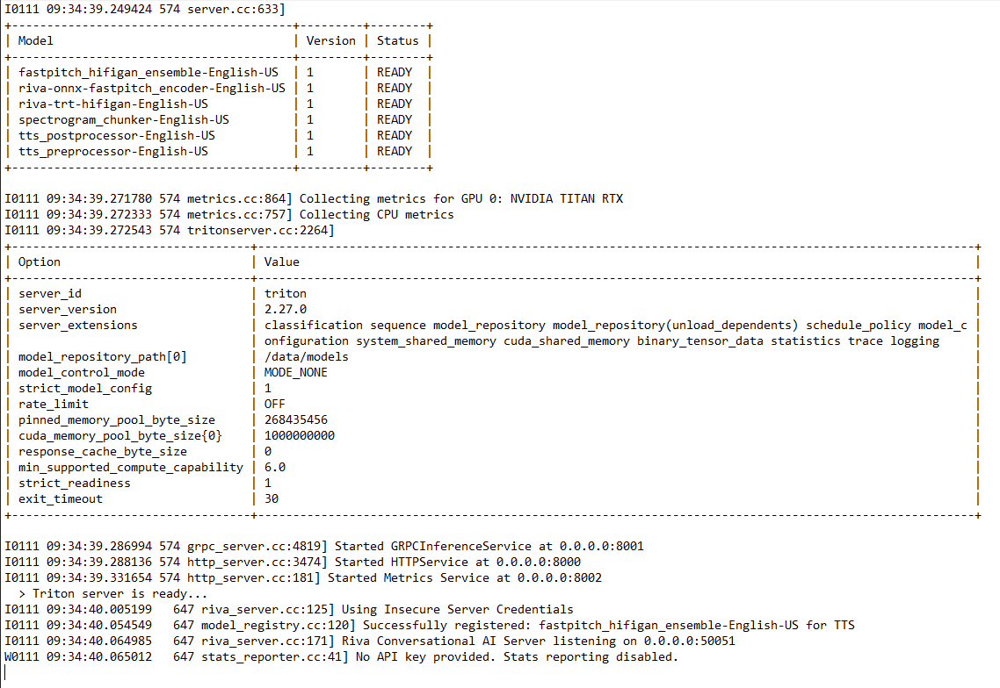 I0111 09:34:39.249424 574 server.cc:633]
+----------------------------------------+---------+--------+
| Model                                  | Version | Status |
+----------------------------------------+---------+--------+
| fastpitch_hifigan_ensemble-English-US  | 1       | READY  |
| riva-onnx-fastpitch_encoder-English-US | 1       | READY  |
| riva-trt-hifigan-English-US            | 1       | READY  |
| spectrogram_chunker-English-US         | 1       | READY  |
| tts_postprocessor-English-US           | 1       | READY  |
| tts_preprocessor-English-US            | 1       | READY  |
+----------------------------------------+---------+--------+
I0111 09:34:39.271780 574 metrics.cc:864] Collecting metrics for GPU 0: NVIDIA TITAN RTX
I0111 09:34:39.272333 574 metrics.cc:757] Collecting CPU metrics
I0111 09:34:39.272543 574 tritonserver.cc:2264]
+----------------------------------+------------------------------------------------------------------------------------------------------+
| Option                           | Value                                                                                                |
+----------------------------------+------------------------------------------------------------------------------------------------------+
| server_id                        | triton                                                                                               |
| server_version                   | 2.27.0                                                                                               |
| server_extensions                | classification sequence model_repository model_repository(unload_dependents) schedule_policy model_c |
|                                  | onfiguration system_shared_memory cuda_shared_memory binary_tensor_data statistics trace logging     |
| model_repository_path[0]         | /data/models                                                                                         |
| model_control_mode               | MODE_NONE                                                                                            |
| strict_model_config              | 1                                                                                                    |
| rate_limit                       | OFF                                                                                                  |
| pinned_memory_pool_byte_size     | 268435456                                                                                            |
| cuda_memory_pool_byte_size{0}    | 1000000000                                                                                           |
| response_cache_byte_size         | 0                                                                                                    |
| min_supported_compute_capability | 6.0                                                                                                  |
| strict_readiness                 | 1                                                                                                    |
| exit_timeout                     | 30                                                                                                   |
+----------------------------------+------------------------------------------------------------------------------------------------------+
I0111 09:34:39.286994 574 grpc_server.cc:4819] Started GRPCInferenceService at 0.0.0.0:8001
I0111 09:34:39.288136 574 http_server.cc:3474] Started HTTPService at 0.0.0.0:8000
I0111 09:34:39.331654 574 http_server.cc:181] Started Metrics Service at 0.0.0.0:8002
  > Triton server is ready...
I0111 09:34:40.005199   647 riva_server.cc:125] Using Insecure Server Credentials
I0111 09:34:40.054549   647 model_registry.cc:120] Successfully registered: fastpitch_hifigan_ensemble-English-US for TTS
I0111 09:34:40.064985   647 riva_server.cc:171] Riva Conversational AI Server listening on 0.0.0.0:50051
W0111 09:34:40.065012   647 stats_reporter.cc:41] No API key provided. Stats reporting disabled.